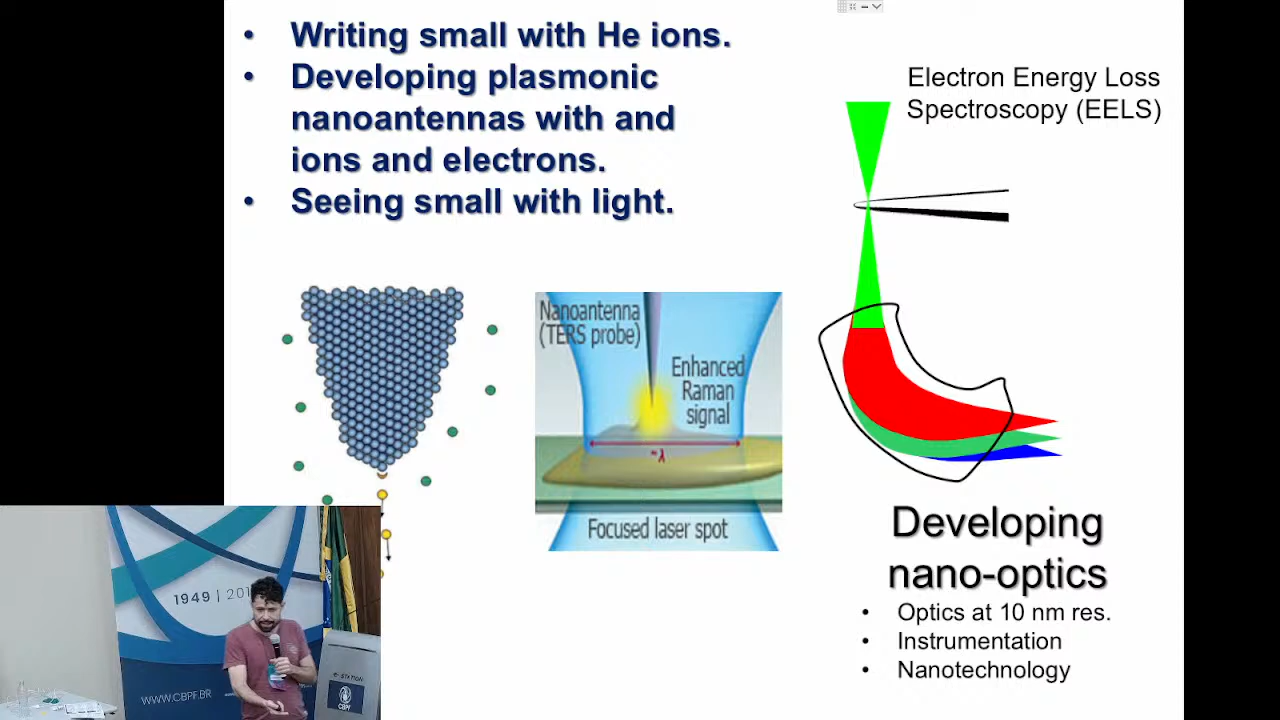 • Writing small with He ions.
• Developing plasmonic
nanoantennas with and
ions and electrons.
• Seeing small with light.
Electron Energy Loss
Spectroscopy (EELS)
Nanoantenna
(TERS probe)
Enhanced
Raman
signal
~λ
Focused laser spot
Developing
nano-optics
• Optics at 10 nm res.
• Instrumentation
• Nanotechnology
1949 | 201
WWW.CBPF.BR
STATION
CBPF